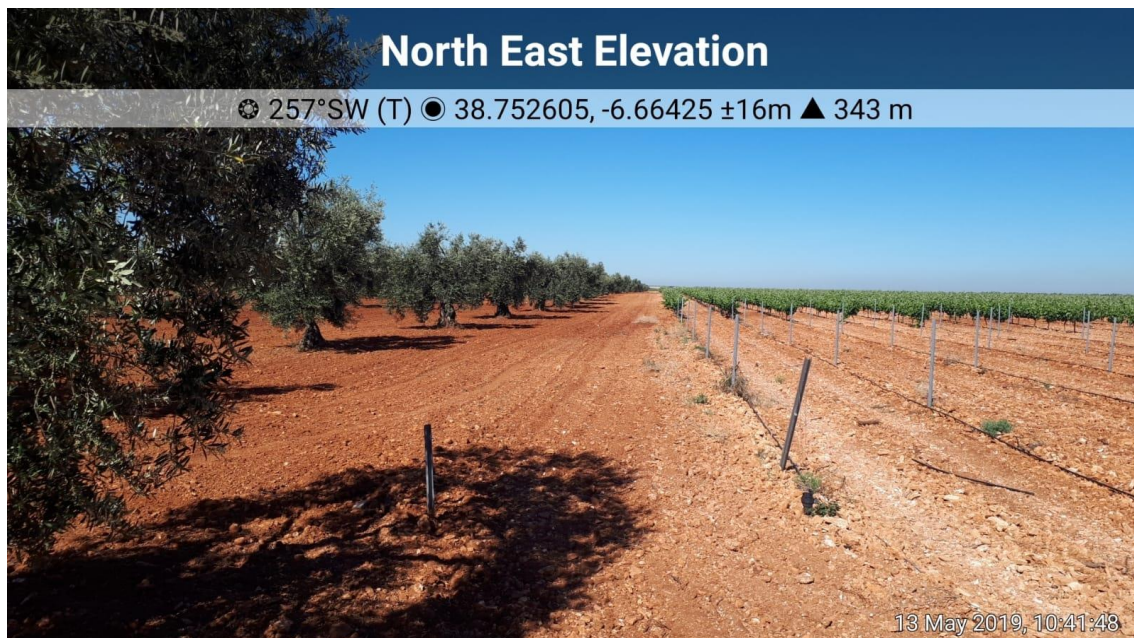 North East Elevation
257°SW (T) 38.752605, -6.66425 ±16m ▲ 343 m
13 May 2019, 10:41:48